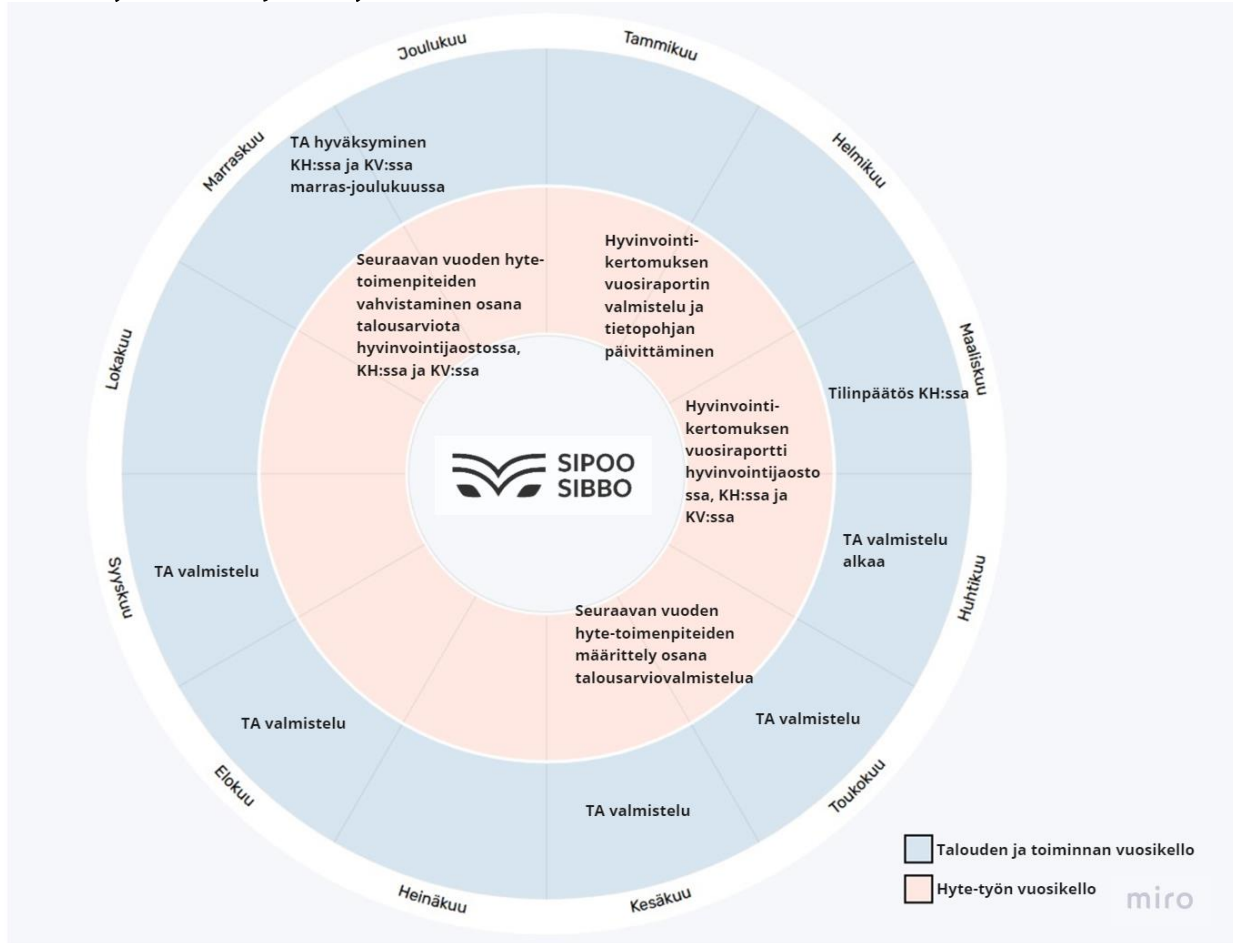 Joulukuu
Tammikuu
Marraskuu
Helmikuu
TA hyväksyminen
KH:ssa ja KV:ssa
marras-joulukuussa
Seuraavan vuoden hyte-
toimenpiteiden
vahvistaminen osana
talousarviota
hyvinvointijaostossa,
KH:ssa ja KV:ssa
Hyvinvointi-
kertomuksen
vuosiraportin
valmistelu ja
tietopohjan
päivittäminen
Lokakuu
Maaliskuu
Tilinpäätös KH:ssa
Hyvinvointi-
kertomuksen
vuosiraportti
hyvinvointijaosto
ssa, KH:ssa ja
KV:ssa
SIPOO
SIBBO
TA valmistelu
alkaa
Syyskuu
TA valmistelu
Huhtikuu
Seuraavan vuoden
hyte-toimenpiteiden
määrittely osana
talousarviovalmistelua
TA valmistelu
TA valmistelu
Elokuu
Toukokuu
TA valmistelu
Heinäkuu
Kesäkuu
Talouden ja toiminnan vuosikello
Hyte-työn vuosikello
miro